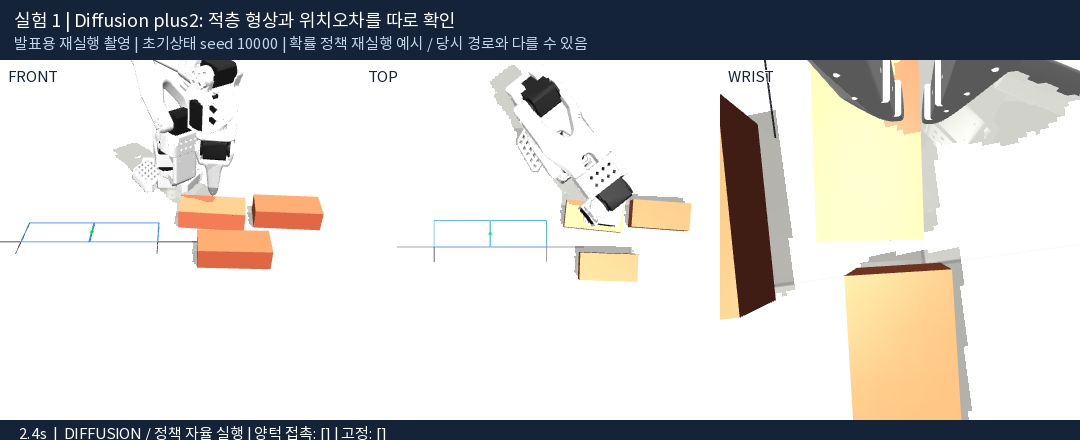 실험 1 | Diffusion plus2: 적층 형상과 위치오차를 따로 확인
발표용 재실행 촬영 | 초기상태 seed 10000 | 확률 정책 재실행 예시 / 당시 경로와 다를 수 있음
FRONT
TOP
WRIST
2.4s | DIFFUSION / 정책 자율 실행 | 양턱 접촉: [] | 고정: []